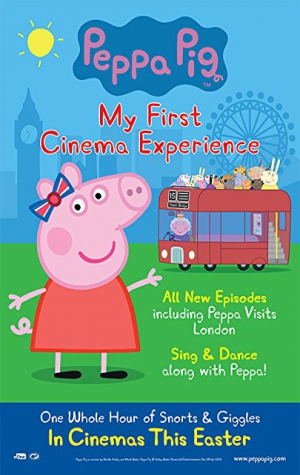 Peppa Pig
TM
My First
Cinema Experience
All New Episodes
including Peppa Visits
London
Sing & Dance
along with Peppa!
One Whole Hour of Snorts & Giggles
In Cinemas This Easter
www.peppapig.com